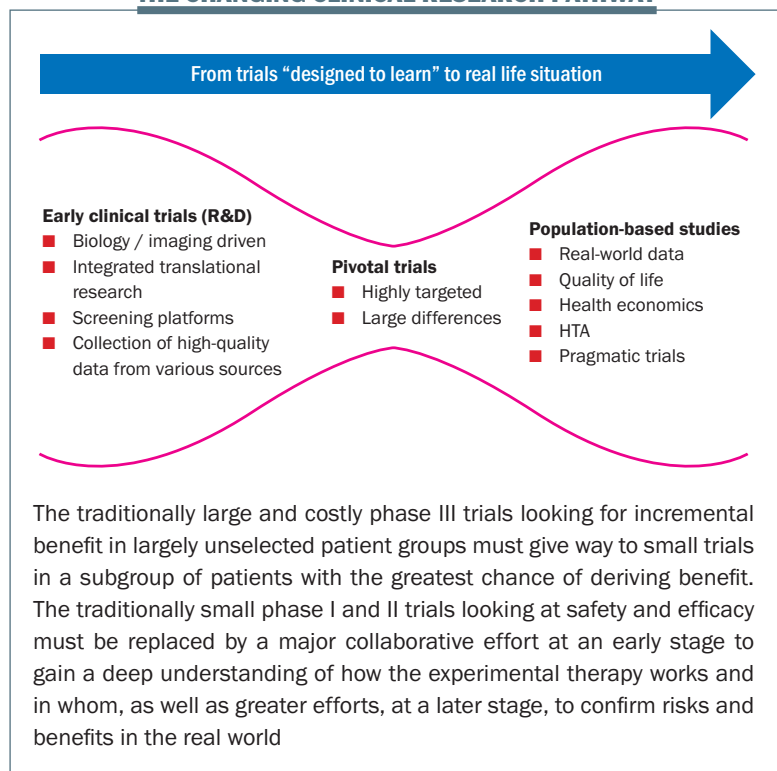 THE CHANGING CLINICAL RESEARCH PATHWAY
From trials “designed to learn” to real life situation
Early clinical trials (R&D)
■ Biology / imaging driven
■ Integrated translational
research
■ Screening platforms
■ Collection of high-quality
data from various sources
Pivotal trials
■ Highly targeted
■ Large differences
Population-based studies
■ Real-world data
■ Quality of life
■ Health economics
■ HTA
■ Pragmatic trials
The traditionally large and costly phase III trials looking for incremental
benefit in largely unselected patient groups must give way to small trials
in a subgroup of patients with the greatest chance of deriving benefit.
The traditionally small phase I and II trials looking at safety and efficacy
must be replaced by a major collaborative effort at an early stage to
gain a deep understanding of how the experimental therapy works and
in whom, as well as greater efforts, at a later stage, to confirm risks and
benefits in the real world